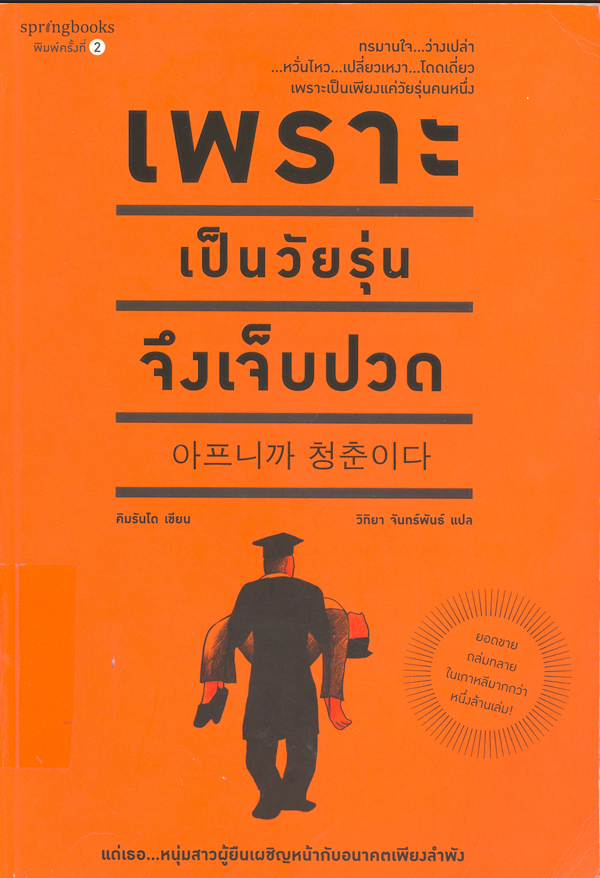 springbooks
พิมพ์ครั้งที่ 2
ทรมานใจ...ว่างเปล่า
...หวั่นไหว...เปลี่ยวเหงา...โดดเดี่ยว
เพราะเป็นเพียงแค่วัยรุ่นคนหนึ่ง
เพราะ
เป็นวัยรุ่น
จึงเจ็บปวด
아프니까 청춘이다
คิมรันโด เขียน
วิทิยา จันทร์พันธ์ แปล
ยอดขาย
ถล่มทลาย
ในเกาหลีมากกว่า
หนึ่งล้านเล่ม!
แด่เธอ...หนุ่มสาวผู้ยืนเผชิญหน้ากับอนาคตเพียงลำพัง